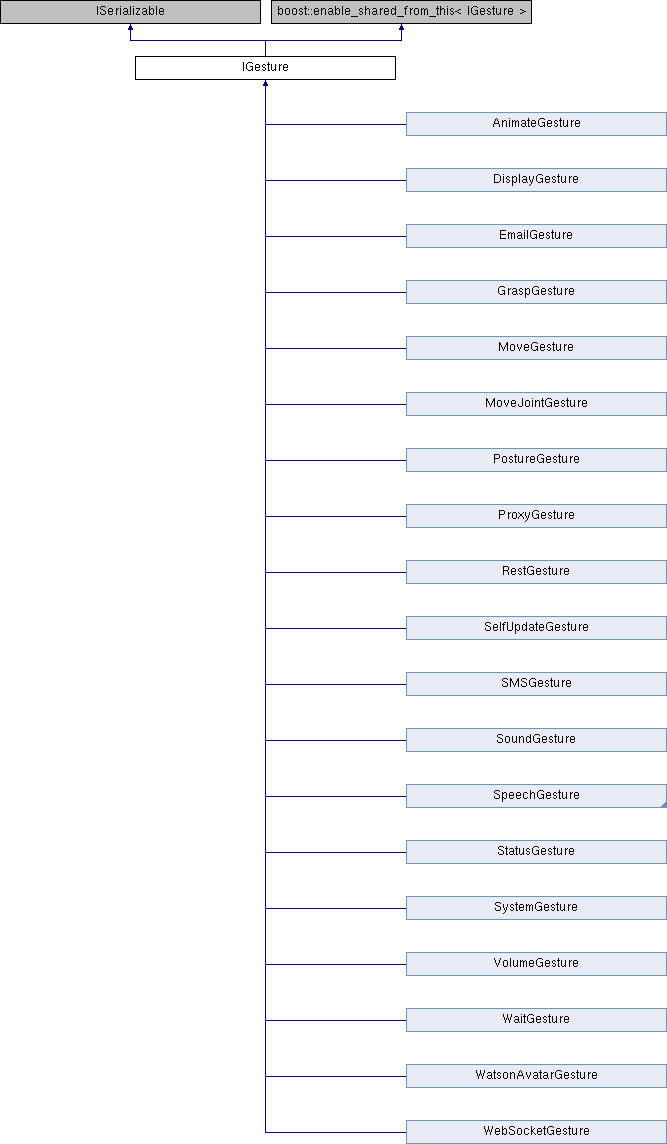 ISerializable
boost::enable_shared_from_this< IGesture >
IGesture
AnimateGesture
DisplayGesture
EmailGesture
GraspGesture
MoveGesture
MoveJointGesture
PostureGesture
ProxyGesture
RestGesture
SelfUpdateGesture
SMSGesture
SoundGesture
SpeechGesture
StatusGesture
SystemGesture
VolumeGesture
WaitGesture
WatsonAvatarGesture
WebSocketGesture